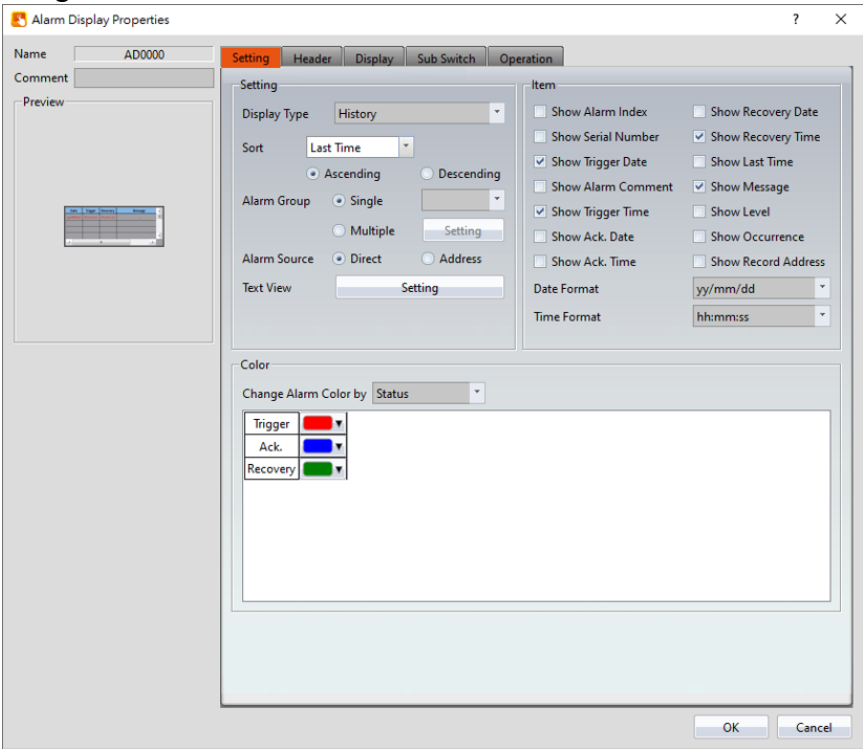 Alarm Display Properties
? ×
Name AD0000
Comment
Preview
Setting Header Display Sub Switch Operation
Setting
Display Type History
Sort Last Time
Ascending Descending
Alarm Group Single
Multiple Setting
Alarm Source Direct Address
Text View Setting
Item
Show Alarm Index Show Recovery Date
Show Serial Number Show Recovery Time
Show Trigger Date Show Last Time
Show Alarm Comment Show Message
Show Trigger Time Show Level
Show Ack. Date Show Occurrence
Show Ack. Time Show Record Address
Date Format yy/mm/dd
Time Format hh:mm:ss
Color
Change Alarm Color by Status
Trigger
Ack.
Recovery
OK Cancel